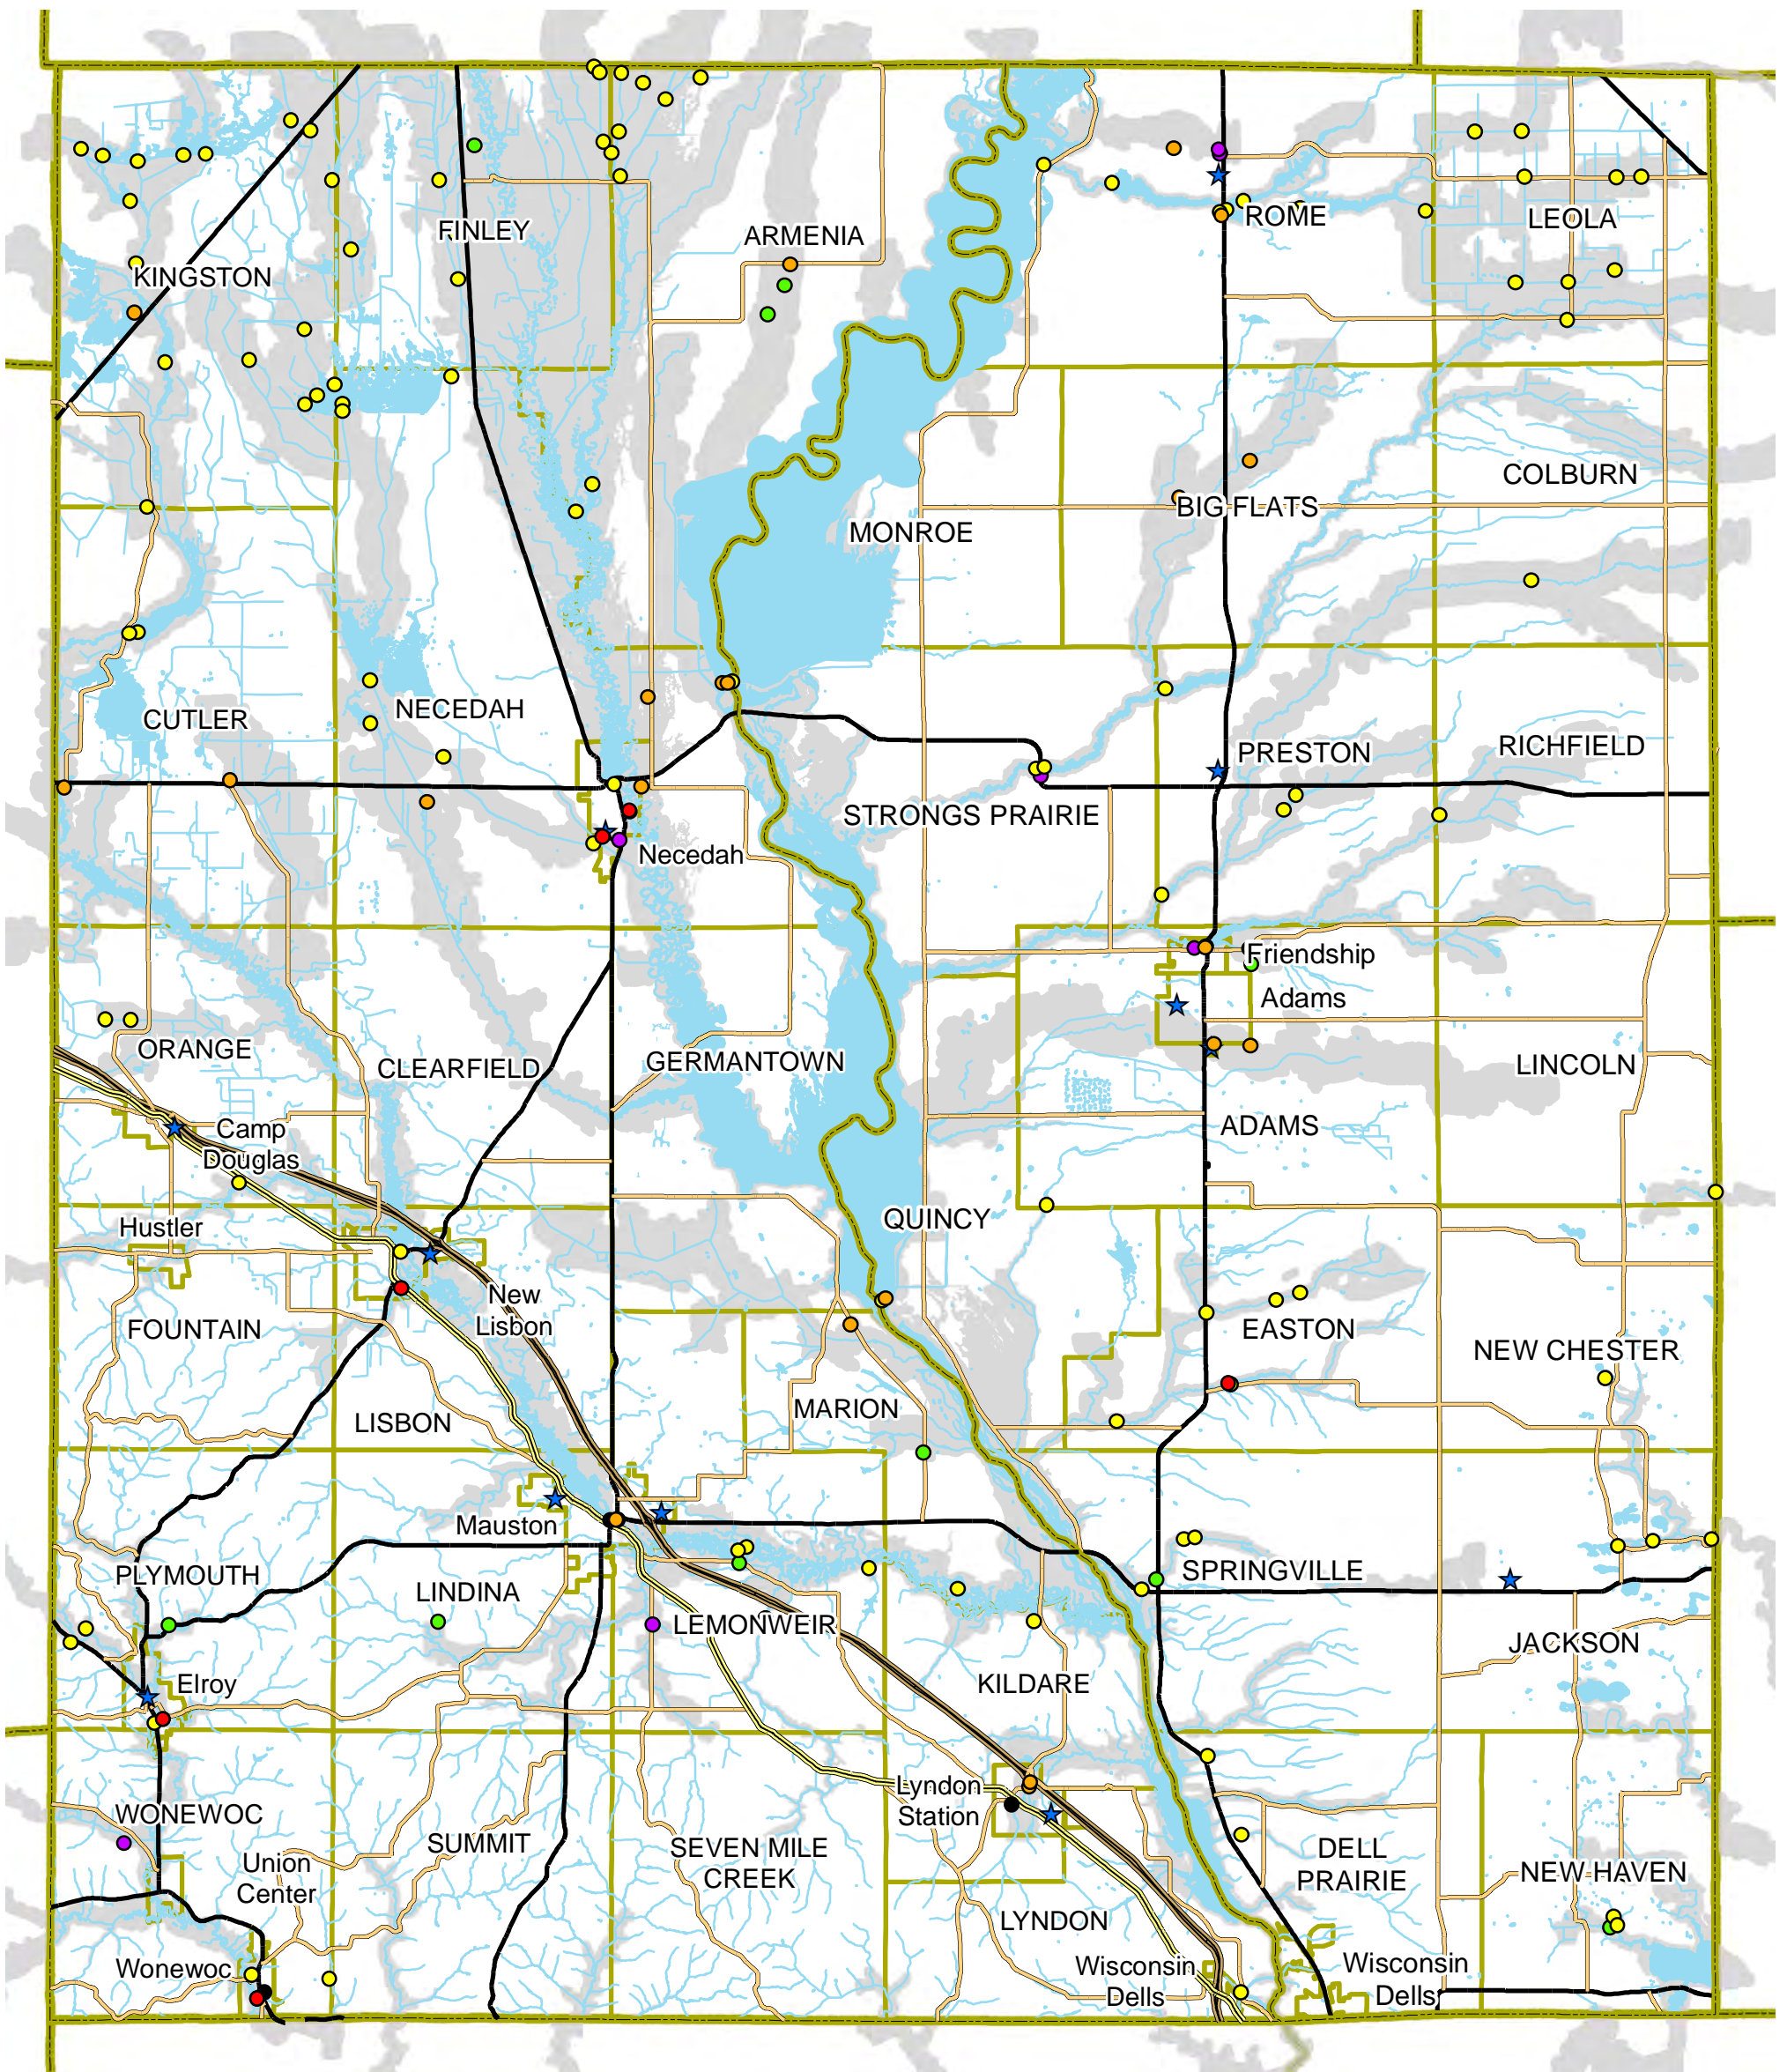 ROME
LEOLA
FINLEY
ARMENIA
KINGSTON
COLBURN
BIG FLATS
MONROE
NECEDAH
CUTLER
RICHFIELD
PRESTON
STRONGS PRAIRIE
Necedah
Friendship
Adams
ORANGE
CLEARFIELD
GERMANTOWN
LINCOLN
ADAMS
Camp
Douglas
Hustler
QUINCY
New
Lisbon
FOUNTAIN
EASTON
NEW CHESTER
LISBON
MARION
Mauston
PLYMOUTH
LINDINA
SPRINGVILLE
LEMONWEIR
JACKSON
Elroy
KILDARE
Lyndon
Station
WONEWOC
SUMMIT
SEVEN MILE
CREEK
DELL
PRAIRIE
Union
Center
NEW HAVEN
LYNDON
Wonewoc
Wisconsin
Dells
Wisconsin
Dells